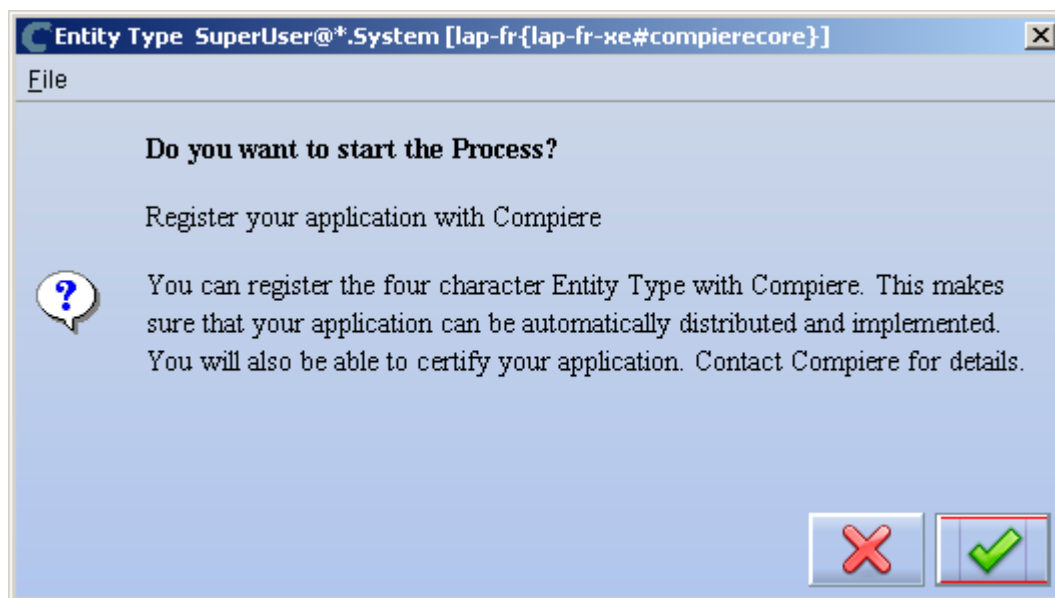 Entity Type SuperUser@*.System [lap-fr{lap-fr-xe#compierecore}]
File
Do you want to start the Process?
Register your application with Compiere
You can register the four character Entity Type with Compiere. This makes
sure that your application can be automatically distributed and implemented.
You will also be able to certify your application. Contact Compiere for details.